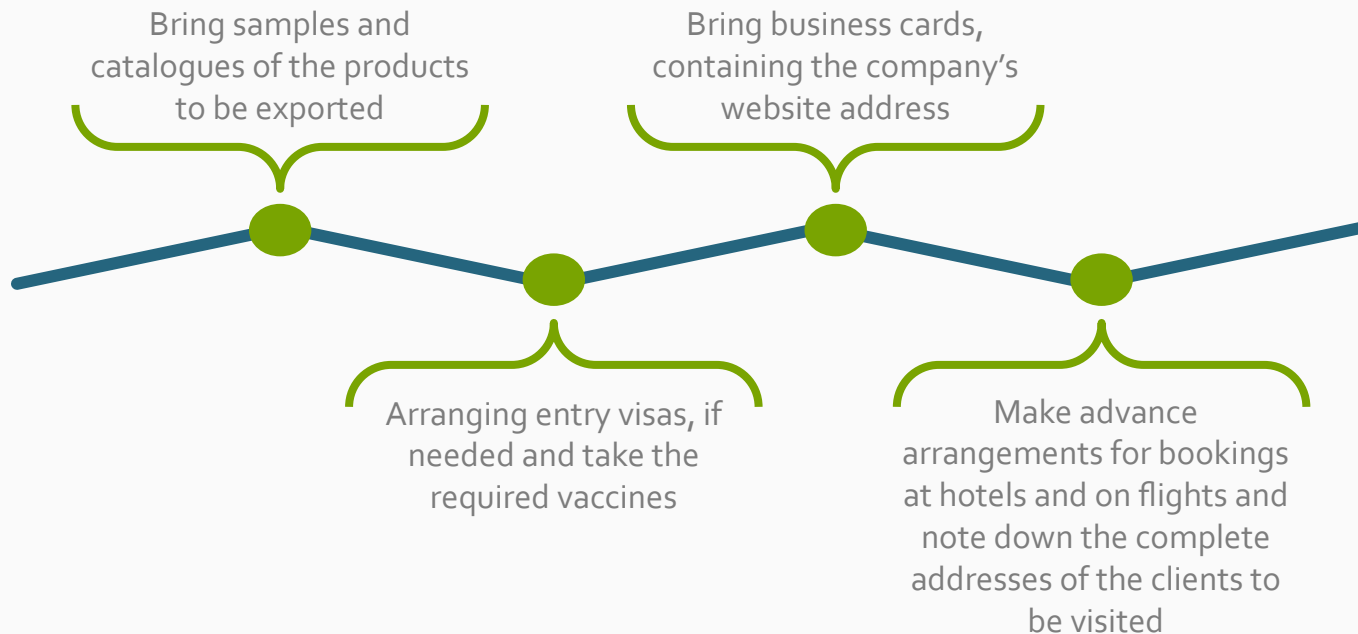 Bring samples and
catalogues of the products
to be exported
Arranging entry visas, if
needed and take the
required vaccines
Bring business cards,
containing the company’s
website address
Make advance
arrangements for bookings
at hotels and on flights and
note down the complete
addresses of the clients to
be visited